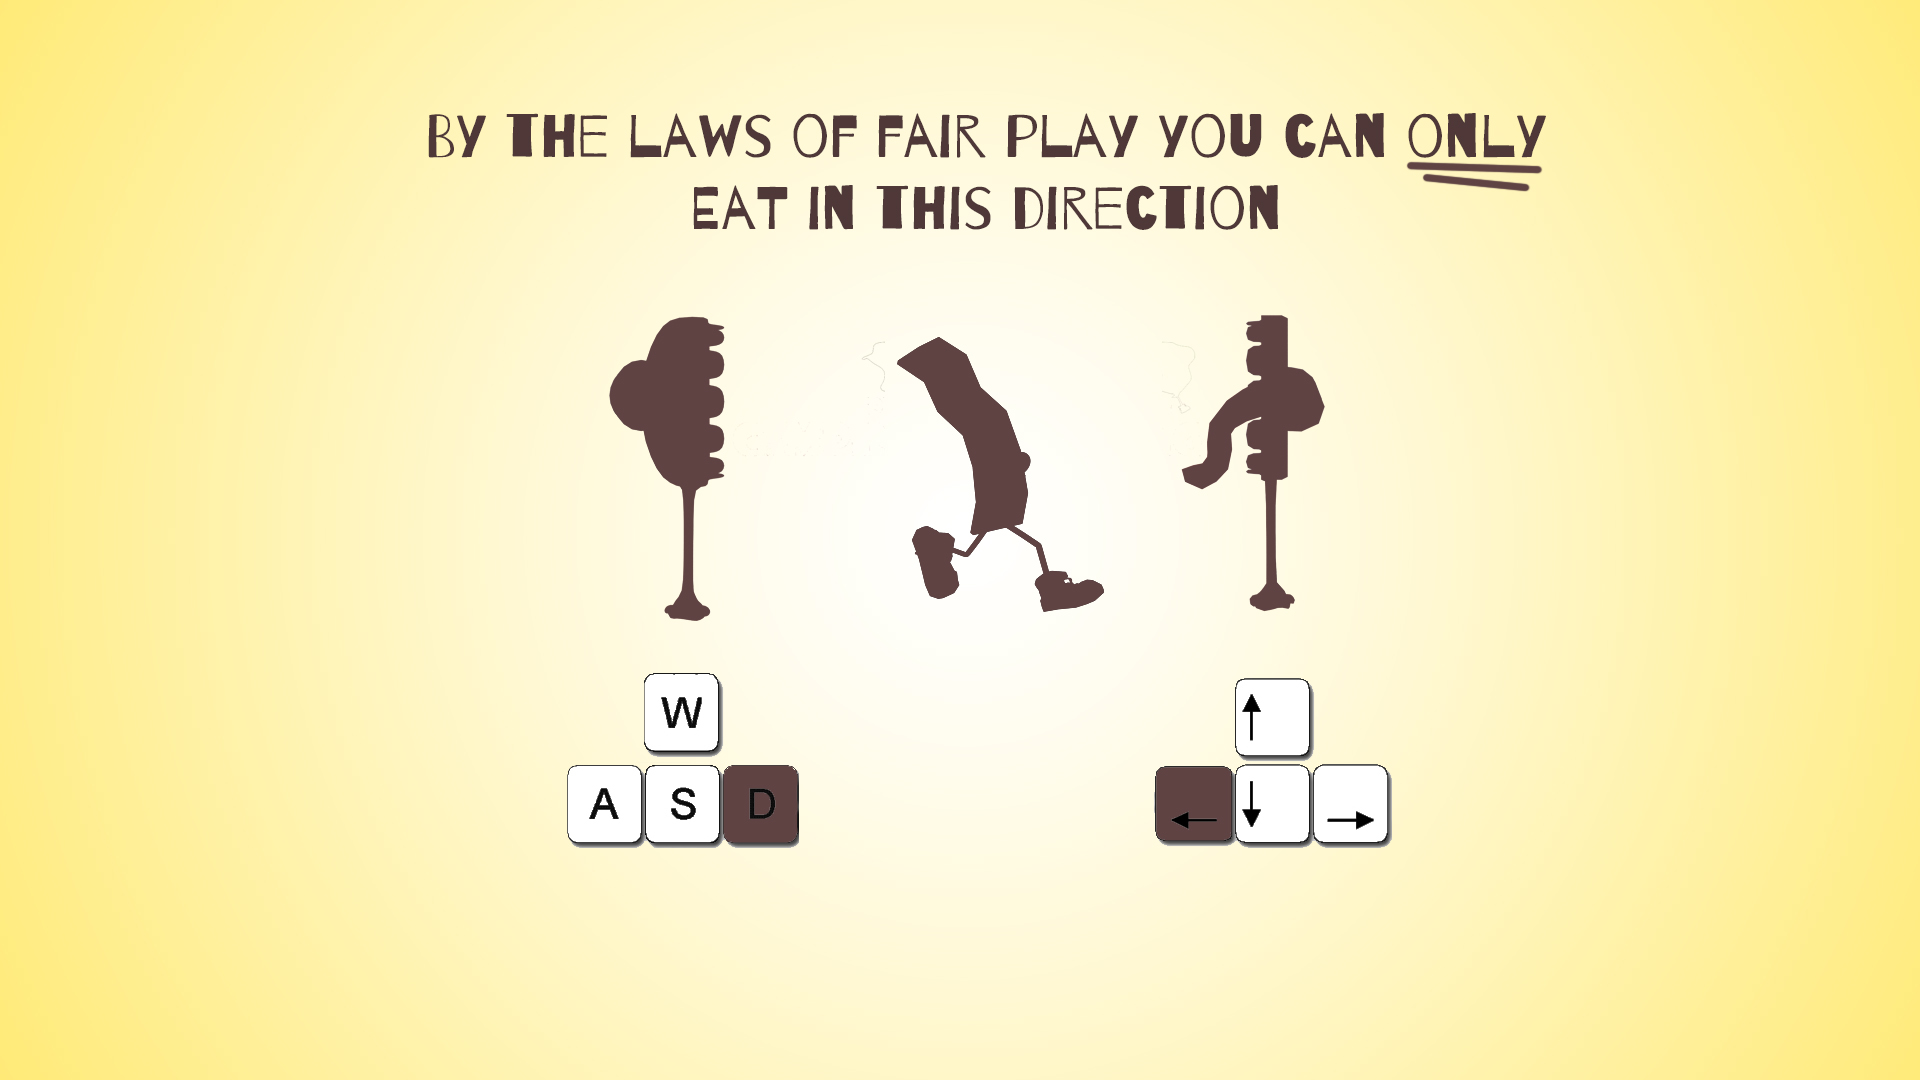 BY THE LAWS OF FAIR PLAY YOU CAN ONLY
EAT IN THIS DIRECTION
W
↑
A S D
← ↓ →